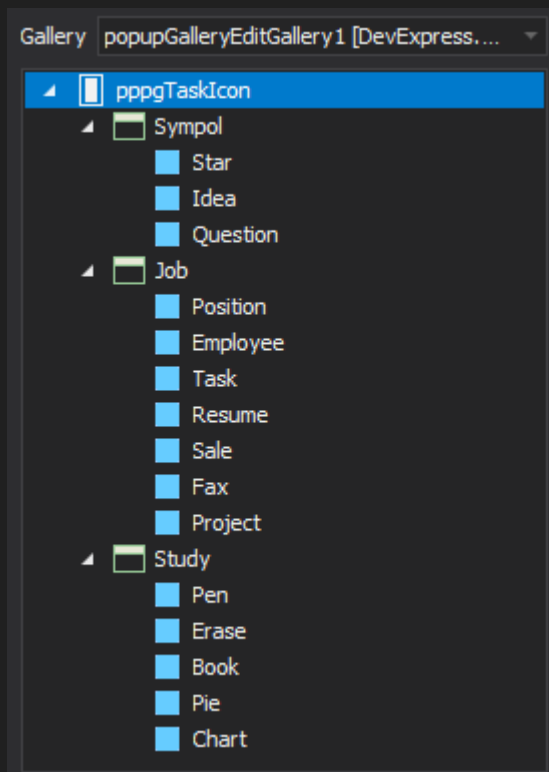 Gallery popupGalleryEditGallery1 [DevExpress....
pppgTaskIcon
Sympol
Star
Idea
Question
Job
Position
Employee
Task
Resume
Sale
Fax
Project
Study
Pen
Erase
Book
Pie
Chart